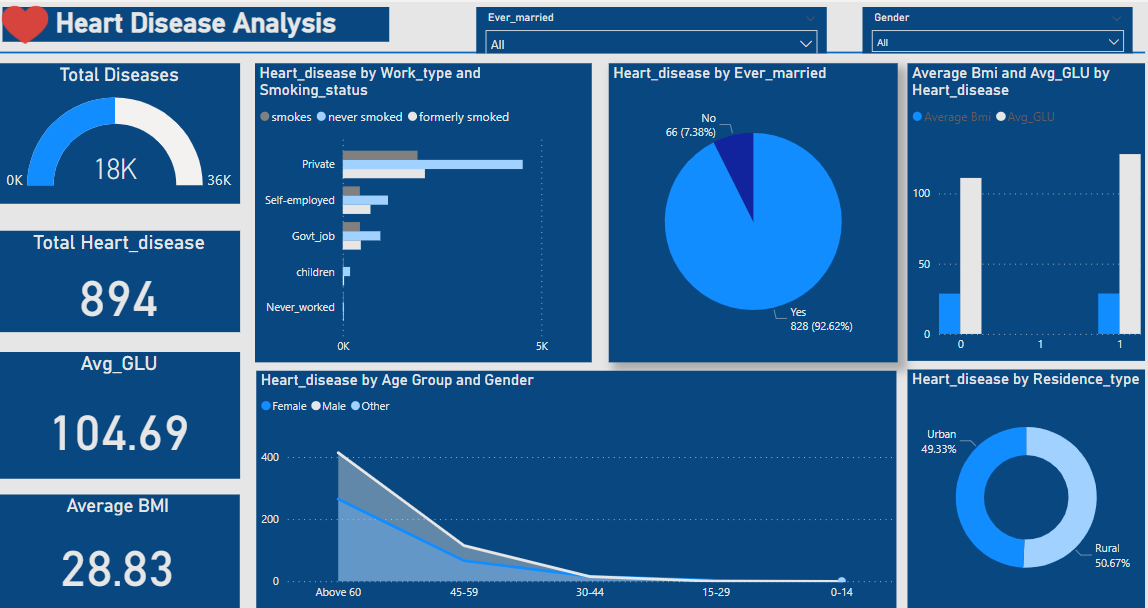 Heart Disease Analysis
Ever_married
All
Gender
All
Total Diseases
18K
0K
36K
Total Heart_disease
894
Avg_GLU
104.69
Average BMI
28.83
Heart_disease by Work_type and
Smoking_status
smokes never smoked formerly smoked
Private
Self-employed
Govt_job
children
Never_worked
0K 5K
Heart_disease by Ever_married
No
66 (7.38%)
Yes
828 (92.62%)
Average Bmi and Avg_GLU by
Heart_disease
Average Bmi Avg_GLU
100
50
0
0 1 1
Heart_disease by Age Group and Gender
Female Male Other
400
200
0
Above 60 45-59 30-44 15-29 0-14
Heart_disease by Residence_type
Urban
49.33%
Rural
50.67%